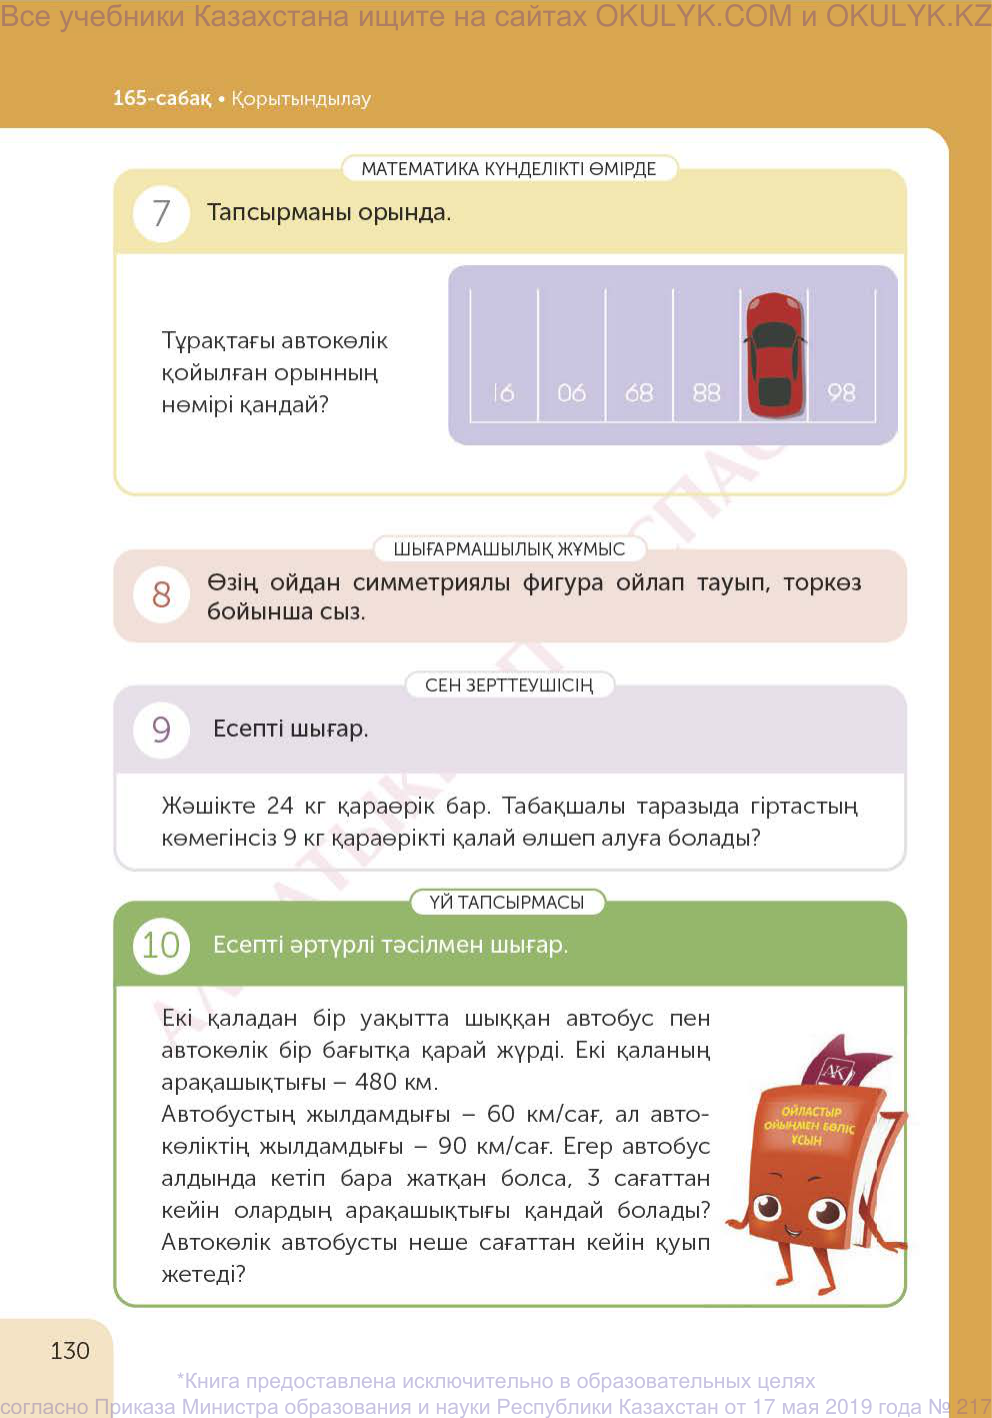 Все учебники Казахстана ищите на сайтах OKULYK.COM и OKULYK.KZ
165-сабақ • Қорытындылау
МАТЕМАТИКА КҮНДЕЛІКТІ ӨМІРДЕ
7 Тапсырманы орында.
Тұрақтағы автокөлік
қойылған орынның
нөмірі қандай?
16 06 68 88 98
ШЫҒАРМАШЫЛЫҚ ЖҰМЫС
8 Өзің ойдан симметриялы фигура ойлап тауып, торкөз
бойынша сыз.
СЕН ЗЕРТТЕУШІСІҢ
9 Есепті шығар.
Жәшікте 24 кг қараөрік бар. Табақшалы таразыда гіртастың
көмегінсіз 9 кг қараөрікті қалай өлшеп алуға болады?
ҮЙ ТАПСЫРМАСЫ
10 Есепті әртүрлі тәсілмен шығар.
Екі қаладан бір уақытта шыққан автобус пен
автокөлік бір бағытқа қарай жүрді. Екі қаланың
арақашықтығы – 480 км.
Автобустың жылдамдығы – 60 км/сағ, ал авто-
көліктің жылдамдығы – 90 км/сағ. Егер автобус
алдында кетіп бара жатқан болса, 3 сағаттан
кейін олардың арақашықтығы қандай болады?
Автокөлік автобусты неше сағаттан кейін қуып
жетеді?
АК
ОЙЛАСТЫР
ОЙЫҢМЕН БӨЛІС
ҰСЫН
130
*Книга предоставлена исключительно в образовательных целях
согласно Приказа Министра образования и науки Республики Казахстан от 17 мая 2019 года № 217